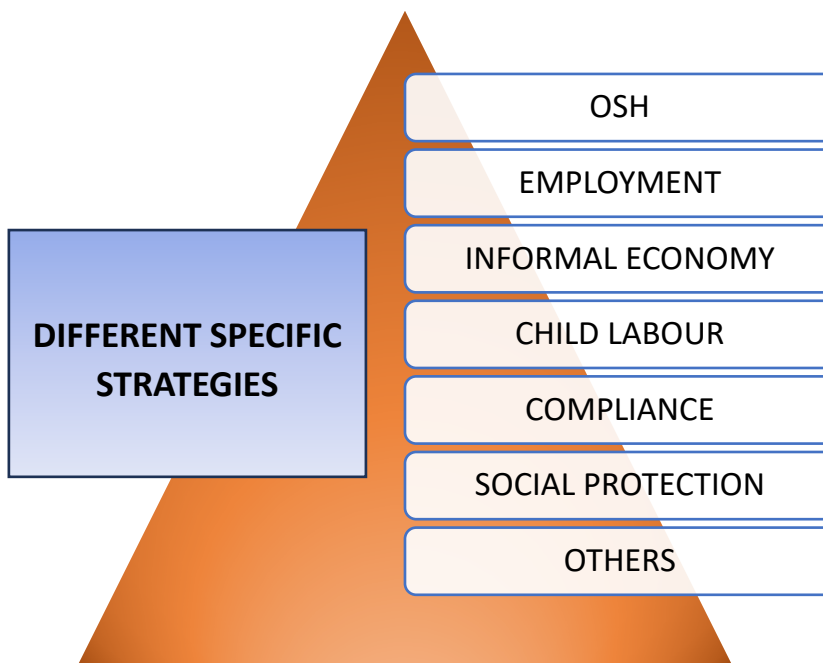 OSH
EMPLOYMENT
INFORMAL ECONOMY
DIFFERENT SPECIFIC
STRATEGIES
CHILD LABOUR
COMPLIANCE
SOCIAL PROTECTION
OTHERS